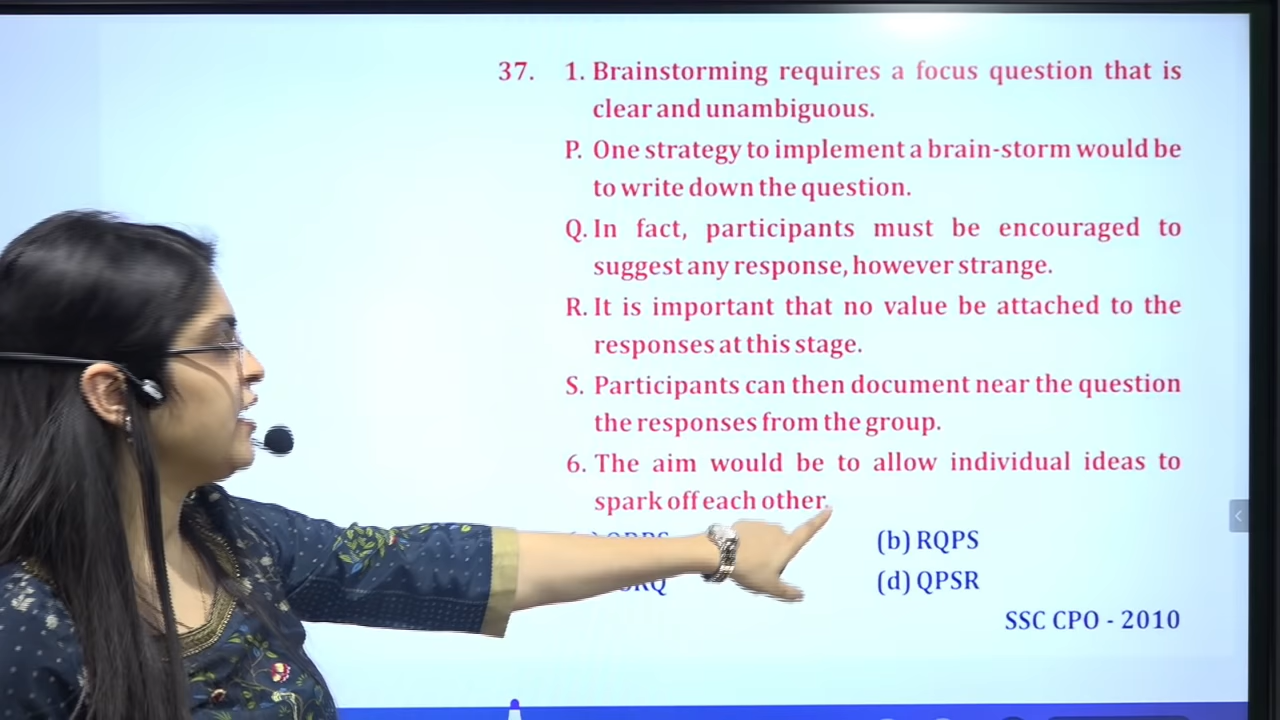 37. 1. Brainstorming requires a focus question that is
clear and unambiguous.
P. One strategy to implement a brain-storm would be
to write down the question.
Q. In fact, participants must be encouraged to
suggest any response, however strange.
R. It is important that no value be attached to the
responses at this stage.
S. Participants can then document near the question
the responses from the group.
6. The aim would be to allow individual ideas to
spark off each other.
(b) RQPS
(d) QPSR
SSC CPO - 2010